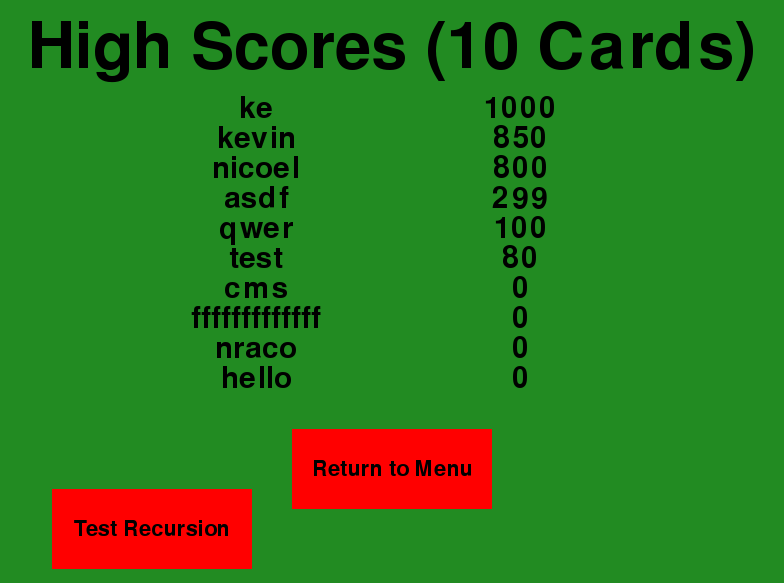 High Scores (10 Cards)
ke 1000
kevin 850
nicoel 800
asdf 299
qwer 100
test 80
cms 0
fffffffffffff 0
nraco 0
hello 0
Return to Menu
Test Recursion